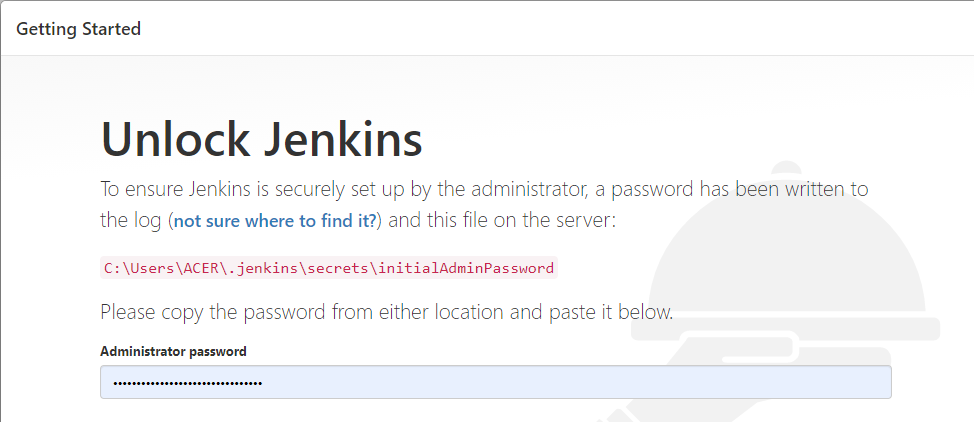 Getting Started
Unlock Jenkins
To ensure Jenkins is securely set up by the administrator, a password has been written to
the log (not sure where to find it?) and this file on the server:
C:\Users\ACER\.jenkins\secrets\initialAdminPassword
Please copy the password from either location and paste it below.
Administrator password
••••••••••••••••••••••••••••••••